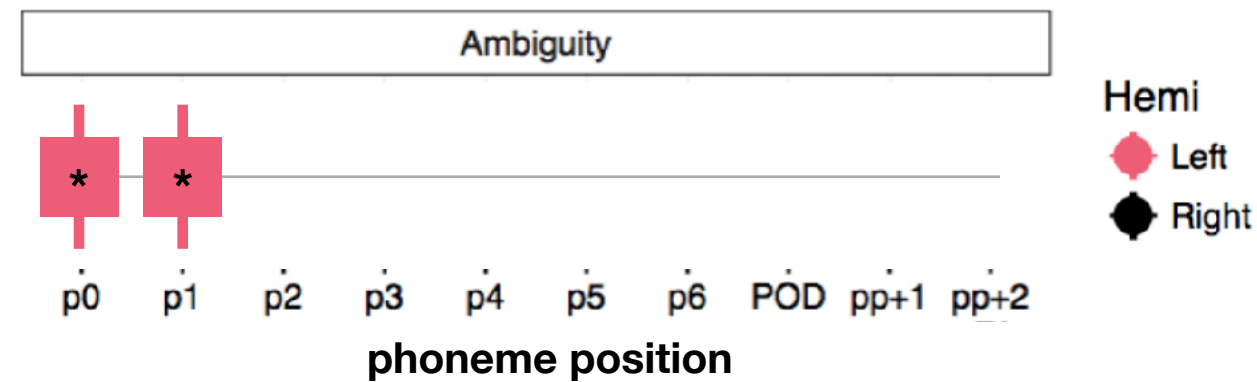 Ambiguity
Hemi
Left
Right
* *
p0 p1 p2 p3 p4 p5 p6 POD pp+1 pp+2
phoneme position